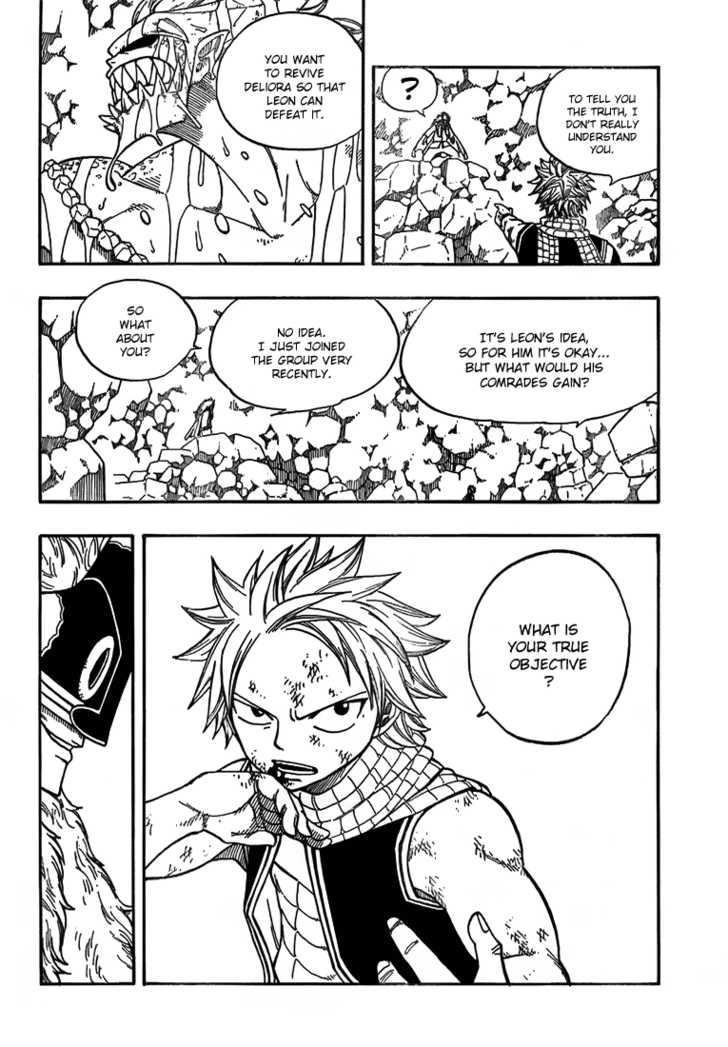 TO TELL YOU
THE TRUTH, I
DON'T REALLY
UNDERSTAND
YOU.
?
YOU WANT
TO REVIVE
DELIORA SO THAT
LEON CAN
DEFEAT IT.
IT'S LEON'S IDEA,
SO FOR HIM IT'S OKAY...
BUT WHAT WOULD HIS
COMRADES GAIN?
NO IDEA.
I JUST JOINED
THE GROUP VERY
RECENTLY.
SO
WHAT
ABOUT
YOU?
WHAT IS
YOUR TRUE
OBJECTIVE
?